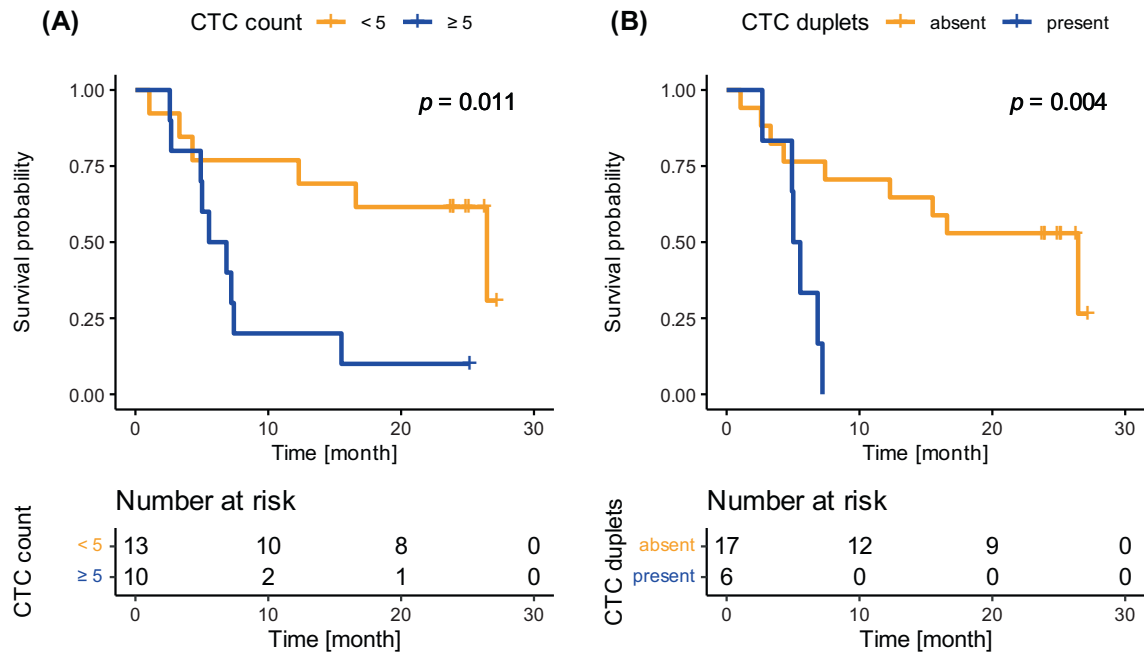 (A) CTC count < 5 ≥ 5
Survival probability
1.00
0.75
0.50
0.25
0.00
p = 0.011
0 10 20 30
Time [month]
Number at risk
CTC count
< 5 13 10 8 0
≥ 5 10 2 1 0
0 10 20 30
Time [month]
(B) CTC duplets absent present
Survival probability
1.00
0.75
0.50
0.25
0.00
p = 0.004
0 10 20 30
Time [month]
Number at risk
CTC duplets
absent 17 12 9 0
present 6 0 0 0
0 10 20 30
Time [month]